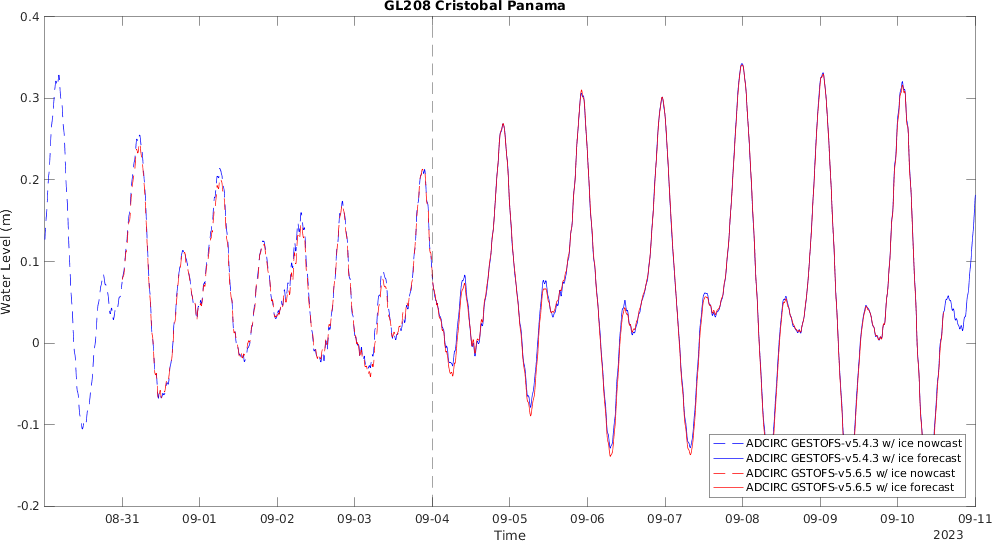 GL208 Cristobal Panama
0.4
0.3
0.2
0.1
0
-0.1
-0.2
Water Level (m)
ADCIRC GESTOFS-v5.4.3 w/ ice nowcast
ADCIRC GESTOFS-v5.4.3 w/ ice forecast
ADCIRC GSTOFS-v5.6.5 w/ ice nowcast
ADCIRC GSTOFS-v5.6.5 w/ ice forecast
08-31 09-01 09-02 09-03 09-04 09-05 09-06 09-07 09-08 09-09 09-10 09-11
Time
2023